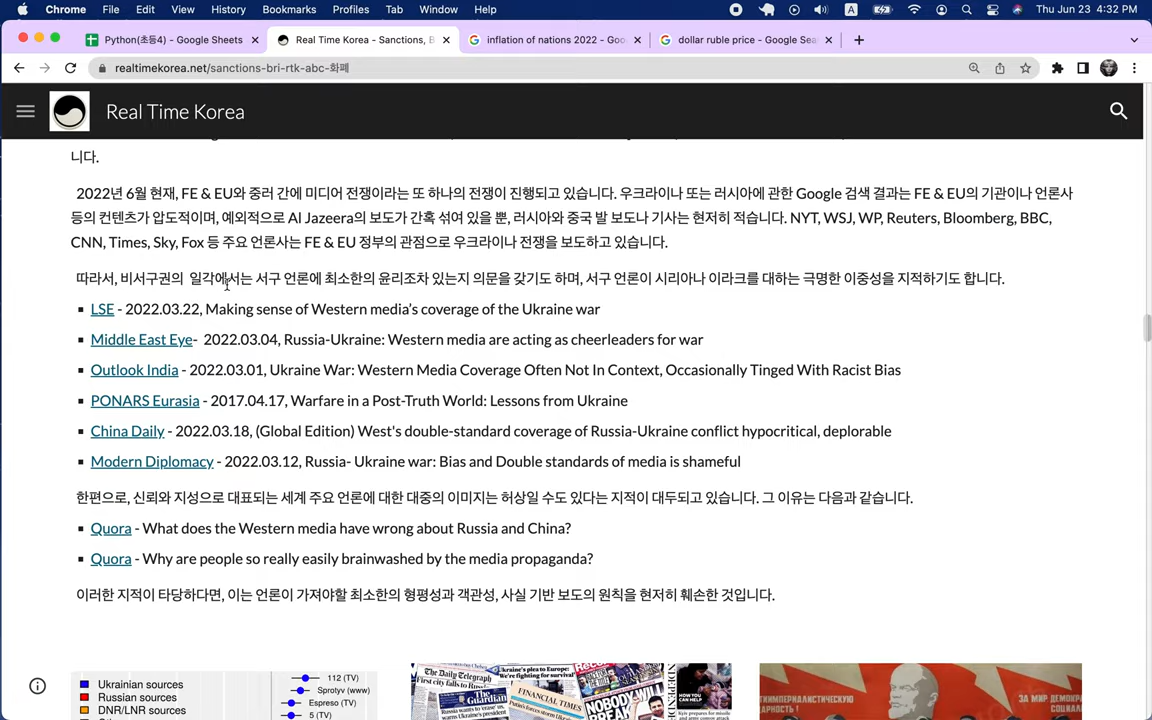 Chrome File Edit View History Bookmarks Profiles Tab Window Help A Thu Jun 23 4:32 PM
Python(초등4) - Google Sheets Real Time Korea - Sanctions, B inflation of nations 2022 - Goo dollar ruble price - Google Sea
realtimekorea.net/sanctions-bri-rtk-abc-화폐
Real Time Korea
니다.
2022년 6월 현재, FE & EU와 중러 간에 미디어 전쟁이라는 또 하나의 전쟁이 진행되고 있습니다. 우크라이나 또는 러시아에 관한 Google 검색 결과는 FE & EU의 기관이나 언론사
등의 컨텐츠가 압도적이며, 예외적으로 Al Jazeera의 보도가 간혹 섞여 있을 뿐, 러시아와 중국 발 보도나 기사는 현저히 적습니다. NYT, WSJ, WP, Reuters, Bloomberg, BBC,
CNN, Times, Sky, Fox 등 주요 언론사는 FE & EU 정부의 관점으로 우크라이나 전쟁을 보도하고 있습니다.
따라서, 비서구권의 일각에서는 서구 언론에 최소한의 윤리조차 있는지 의문을 갖기도 하며, 서구 언론이 시리아나 이라크를 대하는 극명한 이중성을 지적하기도 합니다.
▪ LSE - 2022.03.22, Making sense of Western media's coverage of the Ukraine war
▪ Middle East Eye- 2022.03.04, Russia-Ukraine: Western media are acting as cheerleaders for war
▪ Outlook India - 2022.03.01, Ukraine War: Western Media Coverage Often Not In Context, Occasionally Tinged With Racist Bias
▪ PONARS Eurasia - 2017.04.17, Warfare in a Post-Truth World: Lessons from Ukraine
▪ China Daily - 2022.03.18, (Global Edition) West's double-standard coverage of Russia-Ukraine conflict hypocritical, deplorable
▪ Modern Diplomacy - 2022.03.12, Russia- Ukraine war: Bias and Double standards of media is shameful
한편으로, 신뢰와 지성으로 대표되는 세계 주요 언론에 대한 대중의 이미지는 허상일 수도 있다는 지적이 대두되고 있습니다. 그 이유는 다음과 같습니다.
▪ Quora - What does the Western media have wrong about Russia and China?
▪ Quora - Why are people so really easily brainwashed by the media propaganda?
이러한 지적이 타당하다면, 이는 언론이 가져야할 최소한의 형평성과 객관성, 사실 기반 보도의 원칙을 현저히 훼손한 것입니다.
Ukrainian sources
Russian sources
DNR/LNR sources
112 (TV)
Sprotyv (www)
Espreso (TV)
5 (TV)
The Daily Telegraph
Ukraine's plea to Europe:
The Guardian
FINANCIAL TIMES
NOBODY WILL
HOW YOU CAN HELP
ЗА МИР ДЕМОК